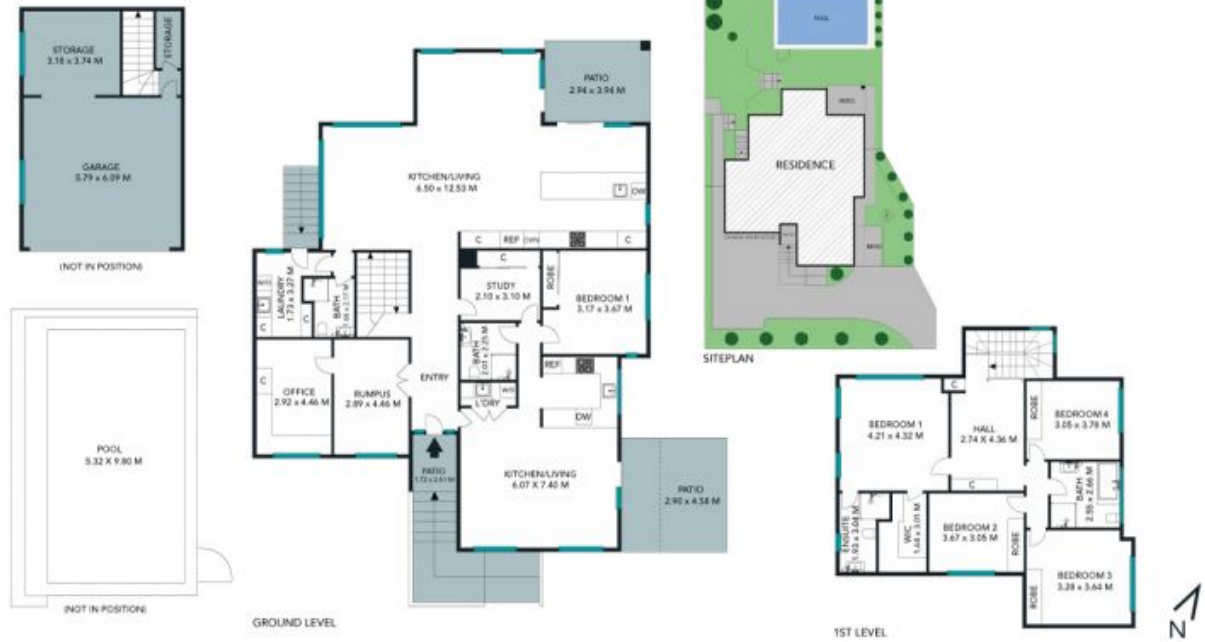 STORAGE
3.18 x 3.74 M
STORAGE
GARAGE
5.79 x 6.09 M
(NOT IN POSITION)
POOL
5.32 X 9.80 M
(NOT IN POSITION)
PATIO
2.94 x 3.94 M
KITCHEN/LIVING
6.50 x 12.53 M
DW
C
REF
C
LAUNDRY
1.73 x 3.27 M
C
C
BATH
C
STUDY
2.10 x 3.10 M
ROBE
BEDROOM 1
3.17 x 3.67 M
BATH
2.01 x 2.25 M
C
OFFICE
2.92 x 4.46 M
RUMPUS
2.89 x 4.46 M
ENTRY
L'DRY
REF
DW
PATIO
KITCHEN/LIVING
6.07 X 7.40 M
PATIO
2.90 x 4.58 M
GROUND LEVEL
POOL
RESIDENCE
SITEPLAN
C
BEDROOM 1
4.21 x 4.32 M
HALL
2.74 x 4.36 M
C
ROBE
BEDROOM 4
3.05 x 3.78 M
BATH
2.55 x 2.66 M
ENSUITE
1.93 x 3.04 M
WIC
1.64 x 3.01 M
BEDROOM 2
3.67 x 3.05 M
ROBE
ROBE
BEDROOM 3
3.28 x 3.64 M
1ST LEVEL
N